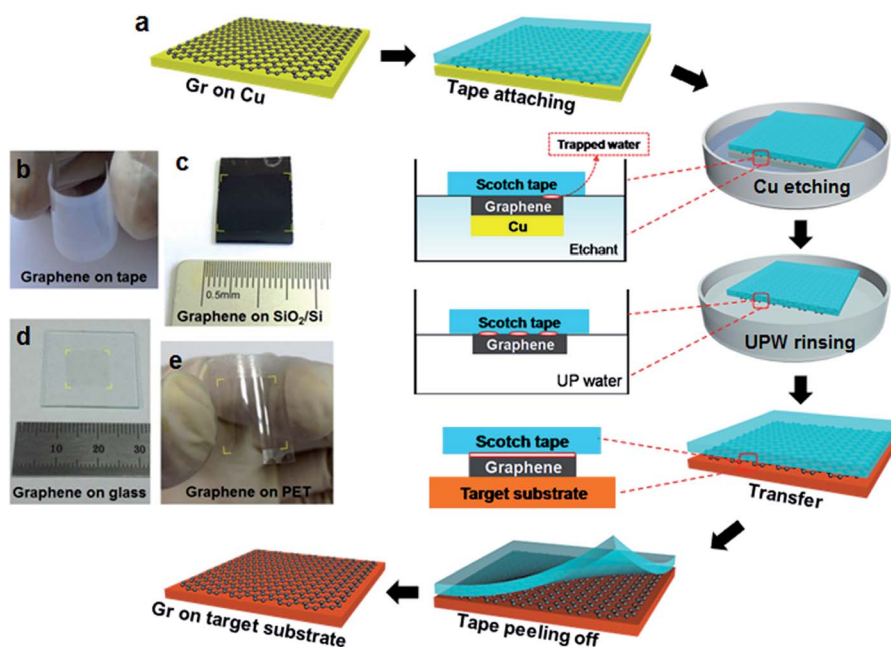 a
Gr on Cu
Tape attaching
Trapped water
Scotch tape
Graphene
Cu
Etchant
Cu etching
b
Graphene on tape
c
0.5mm
Graphene on SiO₂/Si
Scotch tape
Graphene
UP water
UPW rinsing
d
10 20 30
Graphene on glass
e
Graphene on PET
Scotch tape
Graphene
Target substrate
Transfer
Gr on target substrate
Tape peeling off